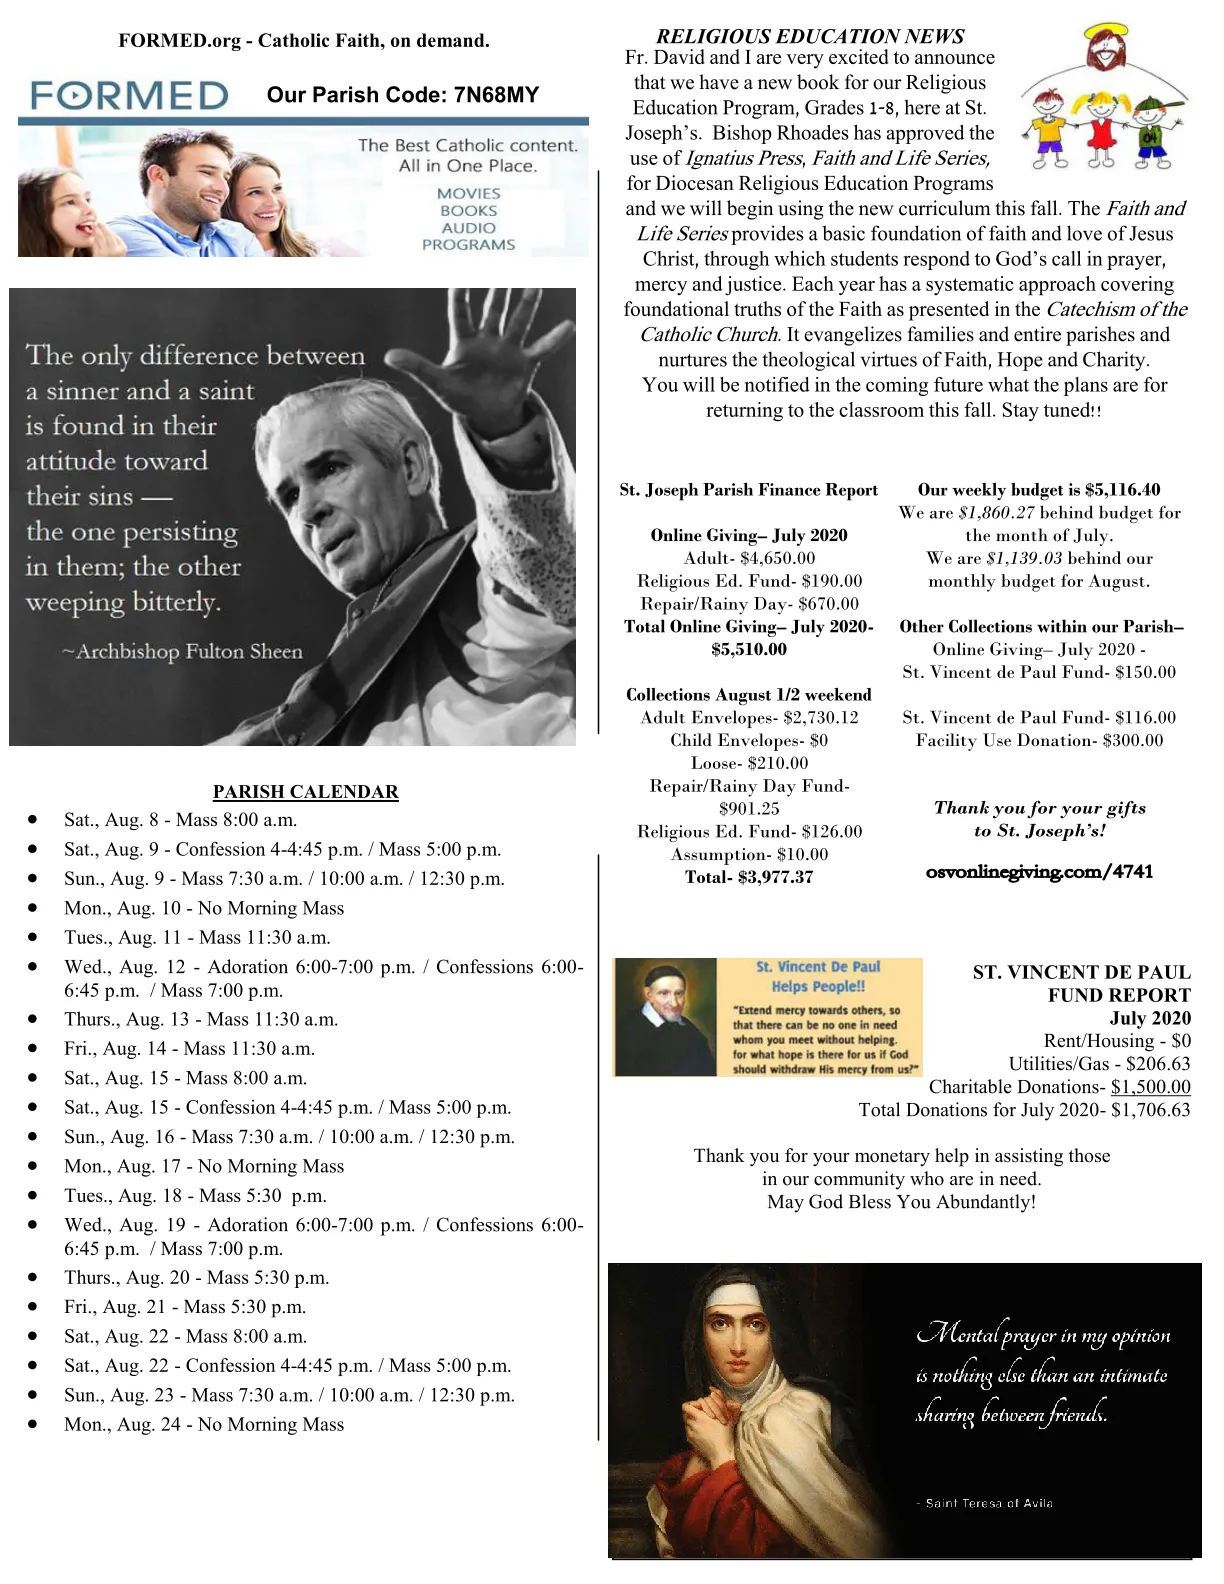 FORMED.org - Catholic Faith, on demand.
FORMED
Our Parish Code: 7N68MY
The Best Catholic content.
All in One Place.
MOVIES
BOOKS
AUDIO
PROGRAMS
The only difference between
a sinner and a saint
is found in their
attitude toward
their sins —
the one persisting
in them; the other
weeping bitterly.
~Archbishop Fulton Sheen
PARISH CALENDAR
• Sat., Aug. 8 - Mass 8:00 a.m.
• Sat., Aug. 9 - Confession 4-4:45 p.m. / Mass 5:00 p.m.
• Sun., Aug. 9 - Mass 7:30 a.m. / 10:00 a.m. / 12:30 p.m.
• Mon., Aug. 10 - No Morning Mass
• Tues., Aug. 11 - Mass 11:30 a.m.
• Wed., Aug. 12 - Adoration 6:00-7:00 p.m. / Confessions 6:00-
6:45 p.m. / Mass 7:00 p.m.
• Thurs., Aug. 13 - Mass 11:30 a.m.
• Fri., Aug. 14 - Mass 11:30 a.m.
• Sat., Aug. 15 - Mass 8:00 a.m.
• Sat., Aug. 15 - Confession 4-4:45 p.m. / Mass 5:00 p.m.
• Sun., Aug. 16 - Mass 7:30 a.m. / 10:00 a.m. / 12:30 p.m.
• Mon., Aug. 17 - No Morning Mass
• Tues., Aug. 18 - Mass 5:30 p.m.
• Wed., Aug. 19 - Adoration 6:00-7:00 p.m. / Confessions 6:00-
6:45 p.m. / Mass 7:00 p.m.
• Thurs., Aug. 20 - Mass 5:30 p.m.
• Fri., Aug. 21 - Mass 5:30 p.m.
• Sat., Aug. 22 - Mass 8:00 a.m.
• Sat., Aug. 22 - Confession 4-4:45 p.m. / Mass 5:00 p.m.
• Sun., Aug. 23 - Mass 7:30 a.m. / 10:00 a.m. / 12:30 p.m.
• Mon., Aug. 24 - No Morning Mass
RELIGIOUS EDUCATION NEWS
Fr. David and I are very excited to announce
that we have a new book for our Religious
Education Program, Grades 1-8, here at St.
Joseph's. Bishop Rhoades has approved the
use of Ignatius Press, Faith and Life Series,
for Diocesan Religious Education Programs
and we will begin using the new curriculum this fall. The Faith and
Life Series provides a basic foundation of faith and love of Jesus
Christ, through which students respond to God's call in prayer,
mercy and justice. Each year has a systematic approach covering
foundational truths of the Faith as presented in the Catechism of the
Catholic Church. It evangelizes families and entire parishes and
nurtures the theological virtues of Faith, Hope and Charity.
You will be notified in the coming future what the plans are for
returning to the classroom this fall. Stay tuned!!
St. Joseph Parish Finance Report
Online Giving– July 2020
Adult- $4,650.00
Religious Ed. Fund- $190.00
Repair/Rainy Day- $670.00
Total Online Giving– July 2020-
$5,510.00
Collections August 1/2 weekend
Adult Envelopes- $2,730.12
Child Envelopes- $0
Loose- $210.00
Repair/Rainy Day Fund-
$901.25
Religious Ed. Fund- $126.00
Assumption- $10.00
Total- $3,977.37
Our weekly budget is $5,116.40
We are $1,860.27 behind budget for
the month of July.
We are $1,139.03 behind our
monthly budget for August.
Other Collections within our Parish–
Online Giving– July 2020 -
St. Vincent de Paul Fund- $150.00
St. Vincent de Paul Fund- $116.00
Facility Use Donation- $300.00
Thank you for your gifts
to St. Joseph's!
osvonlinegiving.com/4741
St. Vincent De Paul
Helps People!!
"Extend mercy towards others, so
that there can be no one in need
whom you meet without helping.
for what hope is there for us if God
should withdraw His mercy from us?"
ST. VINCENT DE PAUL
FUND REPORT
July 2020
Rent/Housing - $0
Utilities/Gas - $206.63
Charitable Donations- $1,500.00
Total Donations for July 2020- $1,706.63
Thank you for your monetary help in assisting those
in our community who are in need.
May God Bless You Abundantly!
Mental prayer in my opinion
is nothing else than an intimate
sharing between friends.
- Saint Teresa of Avila